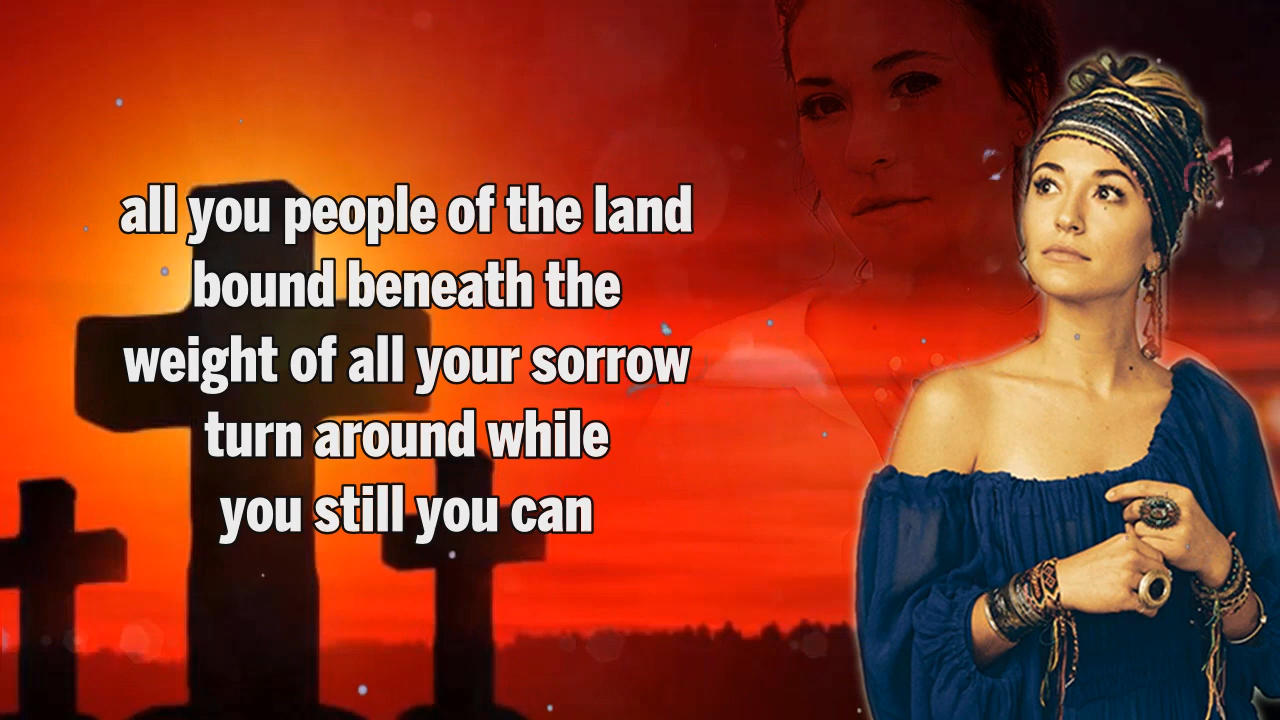 all you people of the land
bound beneath the
weight of all your sorrow
turn around while
you still you can